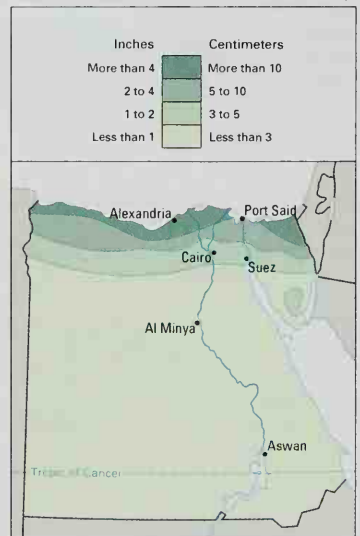 Inches Centimeters
More than 4 More than 10
2 to 4 5 to 10
1 to 2 3 to 5
Less than 1 Less than 3
Alexandria Port Said
Cairo
Suez
Al Minya
Aswan
Tropic of Cancer